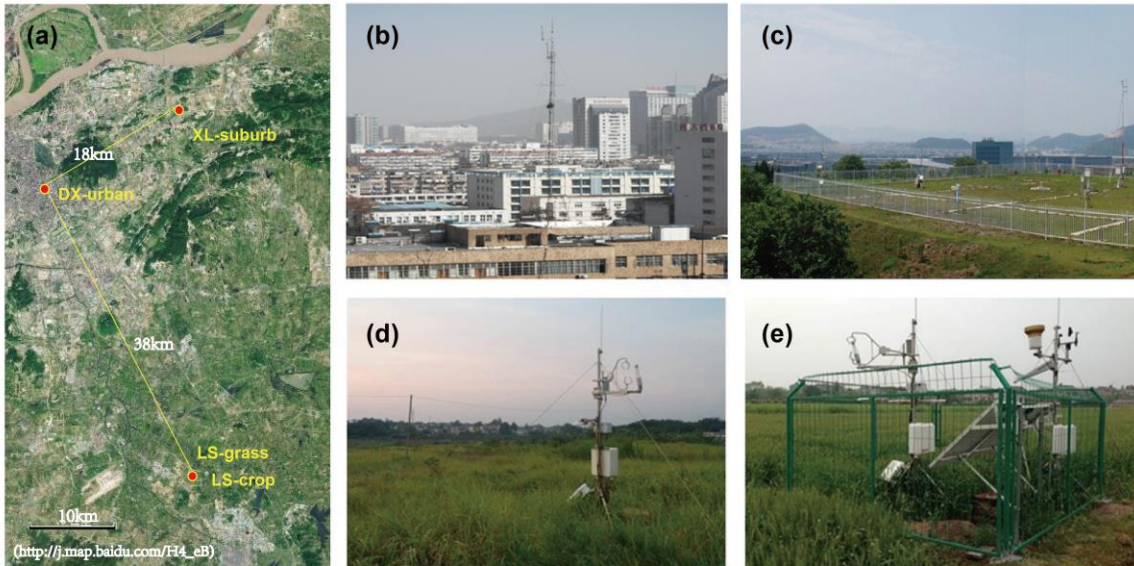 (a)
XL-suburb
18km
DX-urban
38km
LS-grass
LS-crop
10km
(http://j.map.baidu.com/H4_eB)
(b)
(c)
(d)
(e)